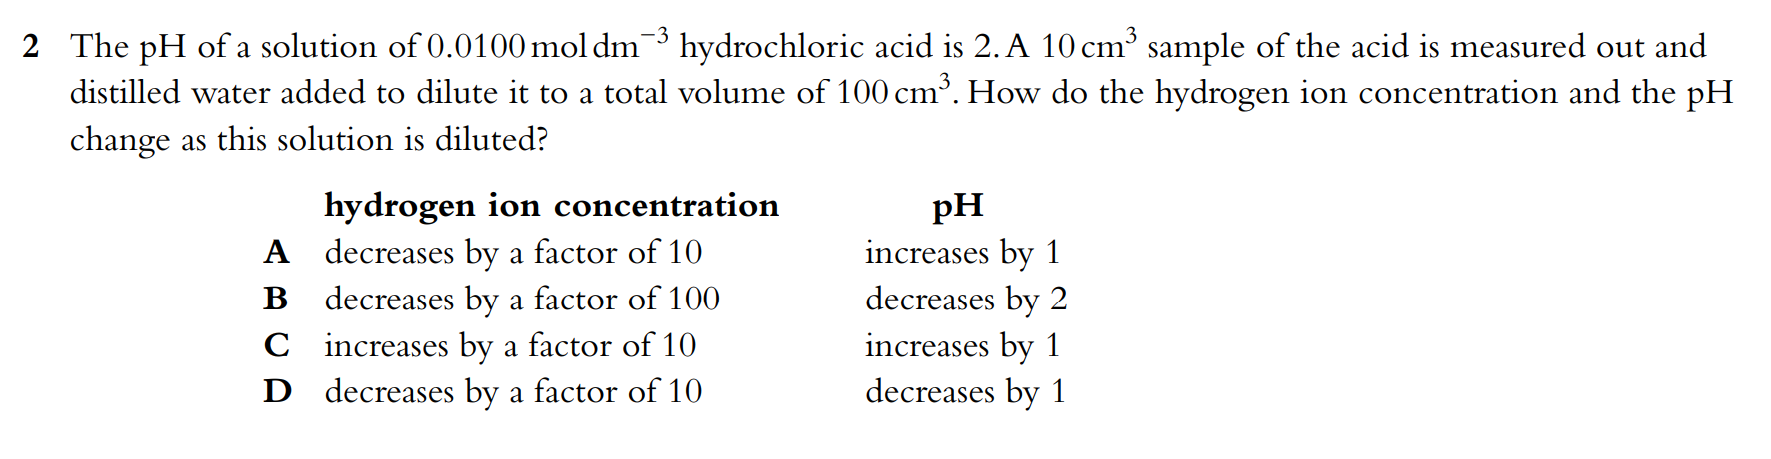 2 The pH of a solution of 0.0100 mol dm⁻³ hydrochloric acid is 2. A 10 cm³ sample of the acid is measured out and
distilled water added to dilute it to a total volume of 100 cm³. How do the hydrogen ion concentration and the pH
change as this solution is diluted?
hydrogen ion concentration pH
A decreases by a factor of 10 increases by 1
B decreases by a factor of 100 decreases by 2
C increases by a factor of 10 increases by 1
D decreases by a factor of 10 decreases by 1